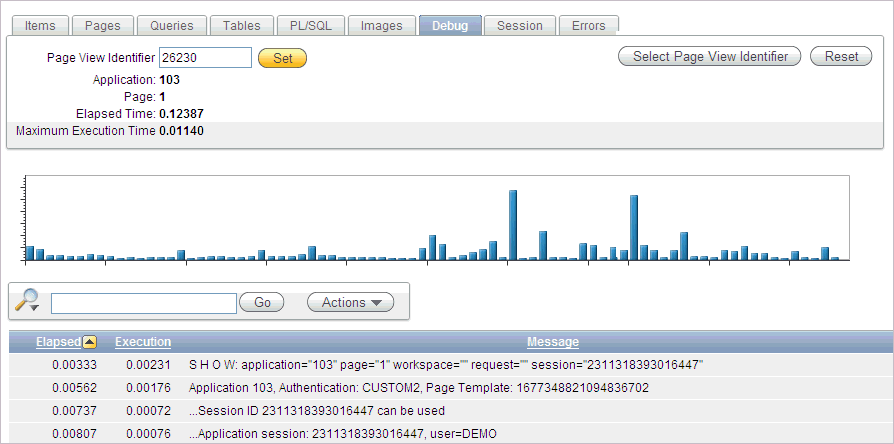 Items Pages Queries Tables PL/SQL Images Debug Session Errors
Page View Identifier 26230 Set Select Page View Identifier Reset
Application: 103
Page: 1
Elapsed Time: 0.12387
Maximum Execution Time 0.01140
Go Actions
Elapsed Execution Message
0.00333 0.00231 S H O W: application="103" page="1" workspace="" request="" session="2311318393016447"
0.00562 0.00176 Application 103, Authentication: CUSTOM2, Page Template: 1677348821094836702
0.00737 0.00072 ...Session ID 2311318393016447 can be used
0.00807 0.00076 ...Application session: 2311318393016447, user=DEMO